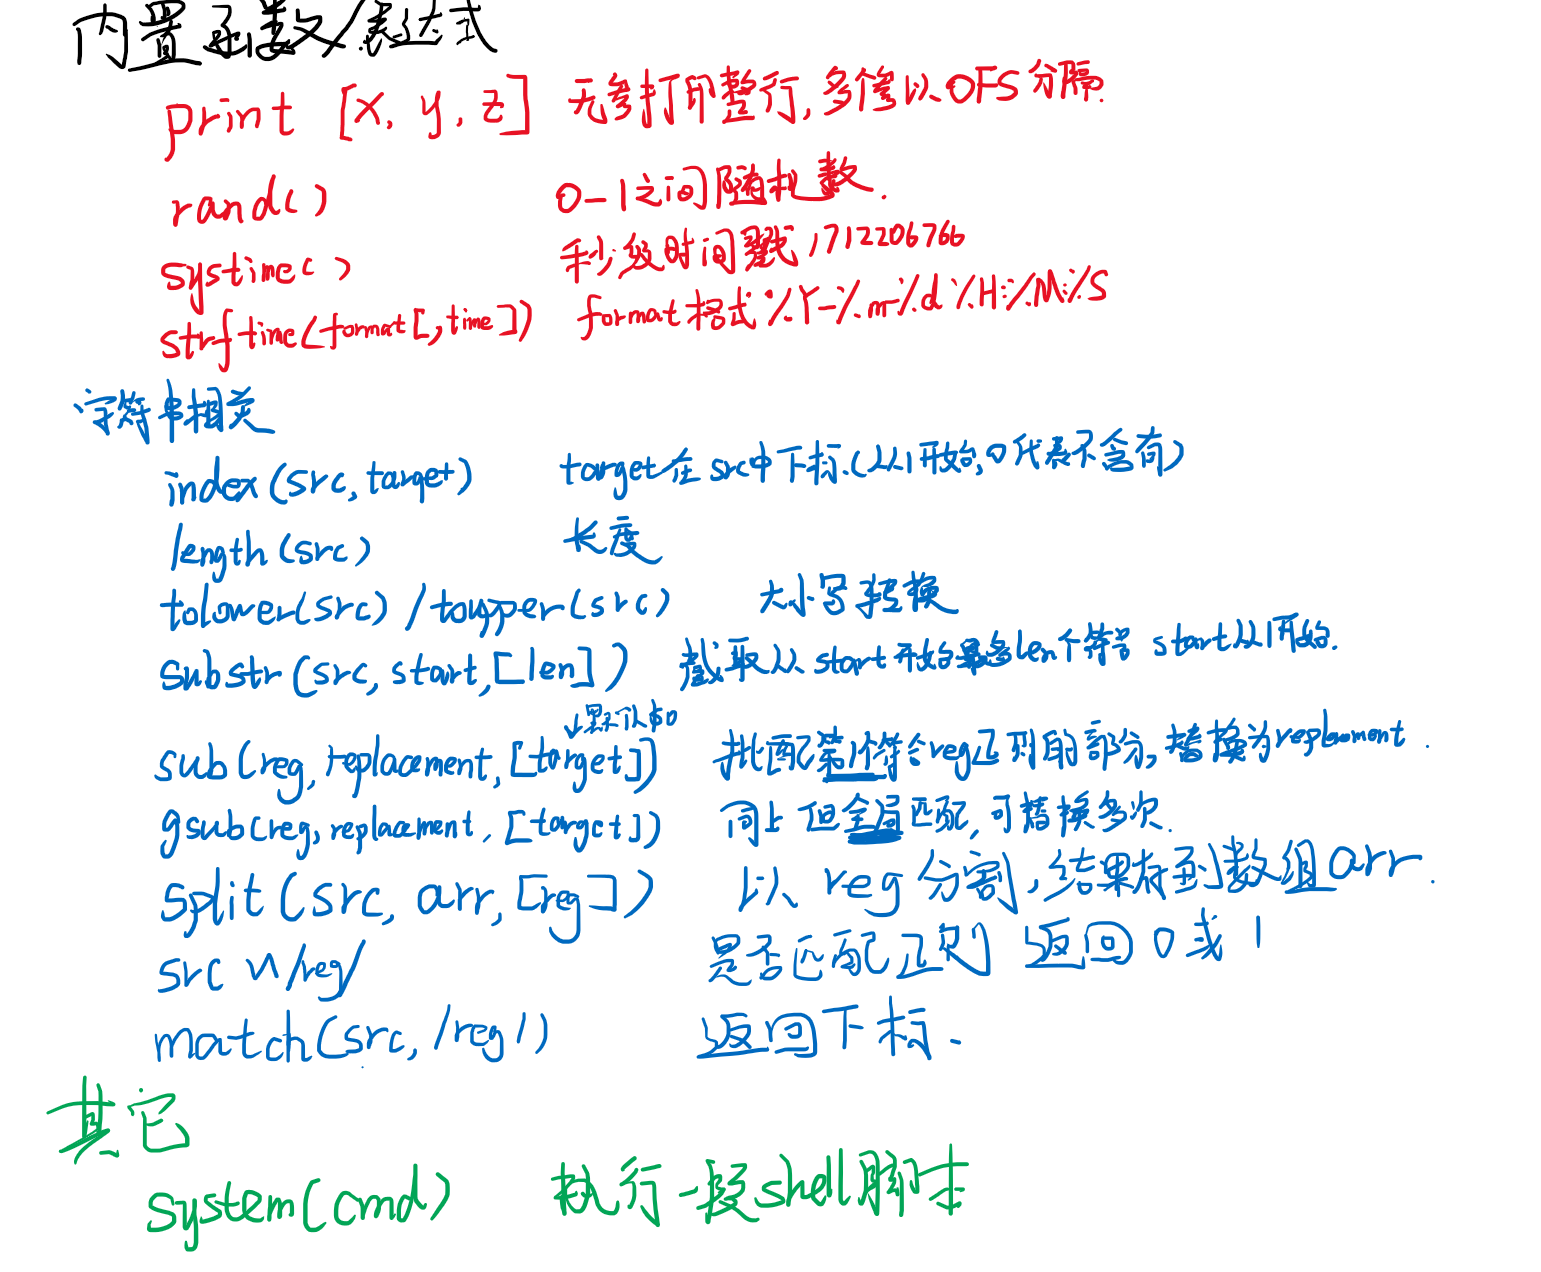 内置函数/表达式
print [x, y, z] 无参打印整行,多参以OFS分隔.
rand() 0-1之间随机数.
systime() 秒级时间戳 1712206766
strftime(format[,time]) format格式 %Y-%m-%d %H:%M:%S
字符串相关
index(src, target) target在src中下标.(从1开始,0代表不含有)
length(src) 长度
tolower(src) / toupper(src) 大小写转换
substr(src, start,[len]) 截取从start开始最多len个符号 start从1开始.
↓默认$0
sub(reg, replacement, [target]) 批配第1个符合reg正则的部分,替换为replacement.
gsub(reg, replacement, [target]) 同上但全局匹配,可替换多次.
split(src, arr, [reg]) 以reg分割,结果存到数组arr.
src ~ /reg/ 是否匹配正则 返回0或1
match(src, /reg/) 返回下标.
其它
system(cmd) 执行一段shell脚本